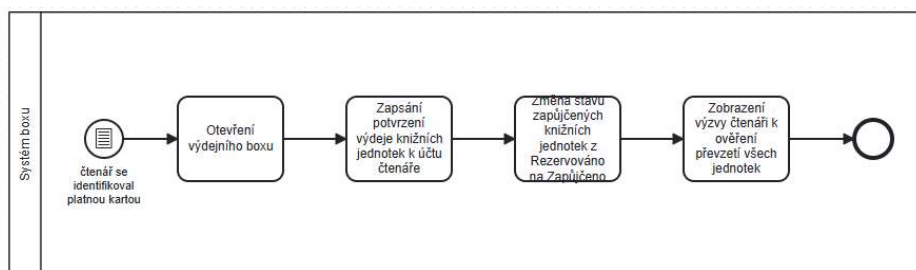 Systém boxu
čtenář se
identifikoval
platnou kartou
Otevření
výdejního boxu
Zapsání
potvrzení
výdeje knižních
jednotek k účtu
čtenáře
Změna stavu
zapůjčených
knižních
jednotek z
Rezervováno
na Zapůjčeno
Zobrazení
výzvy čtenáři k
ověření
převzetí všech
jednotek